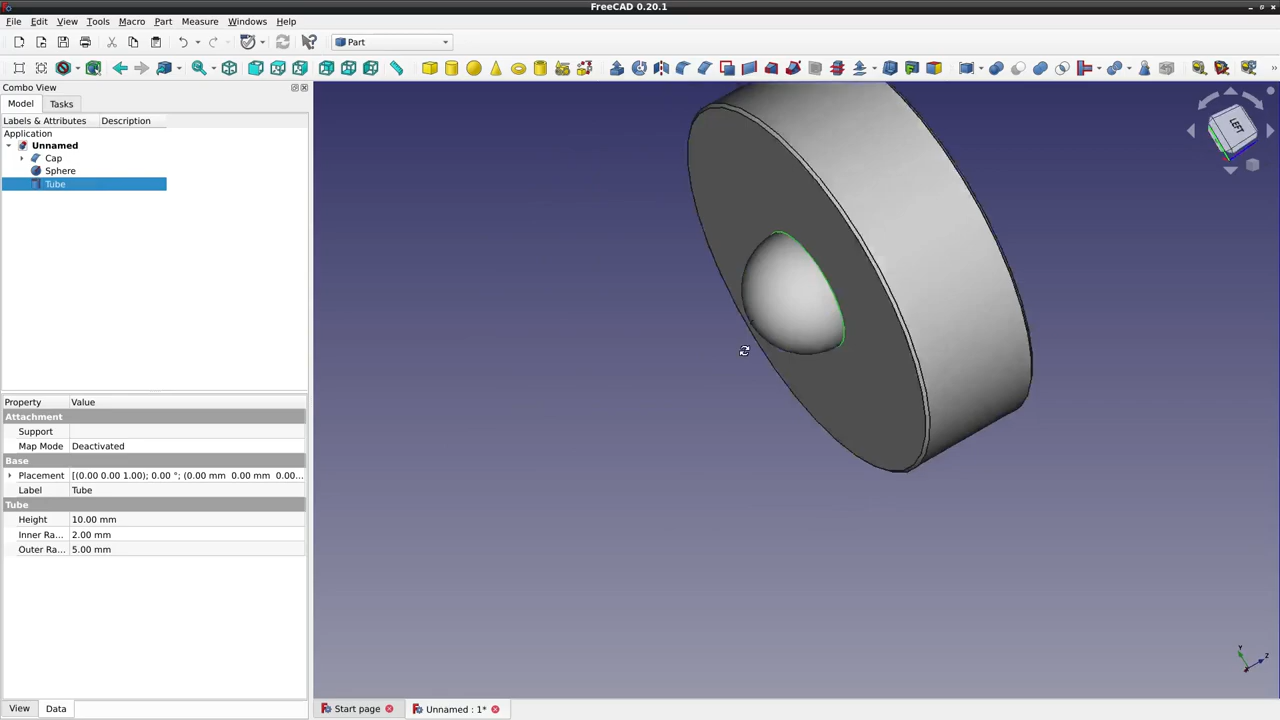 FreeCAD 0.20.1
File Edit View Tools Macro Part Measure Windows Help
Part
Combo View
Model Tasks
Labels & Attributes Description
Application
Unnamed
Cap
Sphere
Tube
LEFT
Property Value
Attachment
Support
Map Mode Deactivated
Base
Placement [(0.00 0.00 1.00); 0.00 °; (0.00 mm 0.00 mm 0.00...
Label Tube
Tube
Height 10.00 mm
Inner Ra... 2.00 mm
Outer Ra... 5.00 mm
Y
Z
View Data
Start page Unnamed : 1*